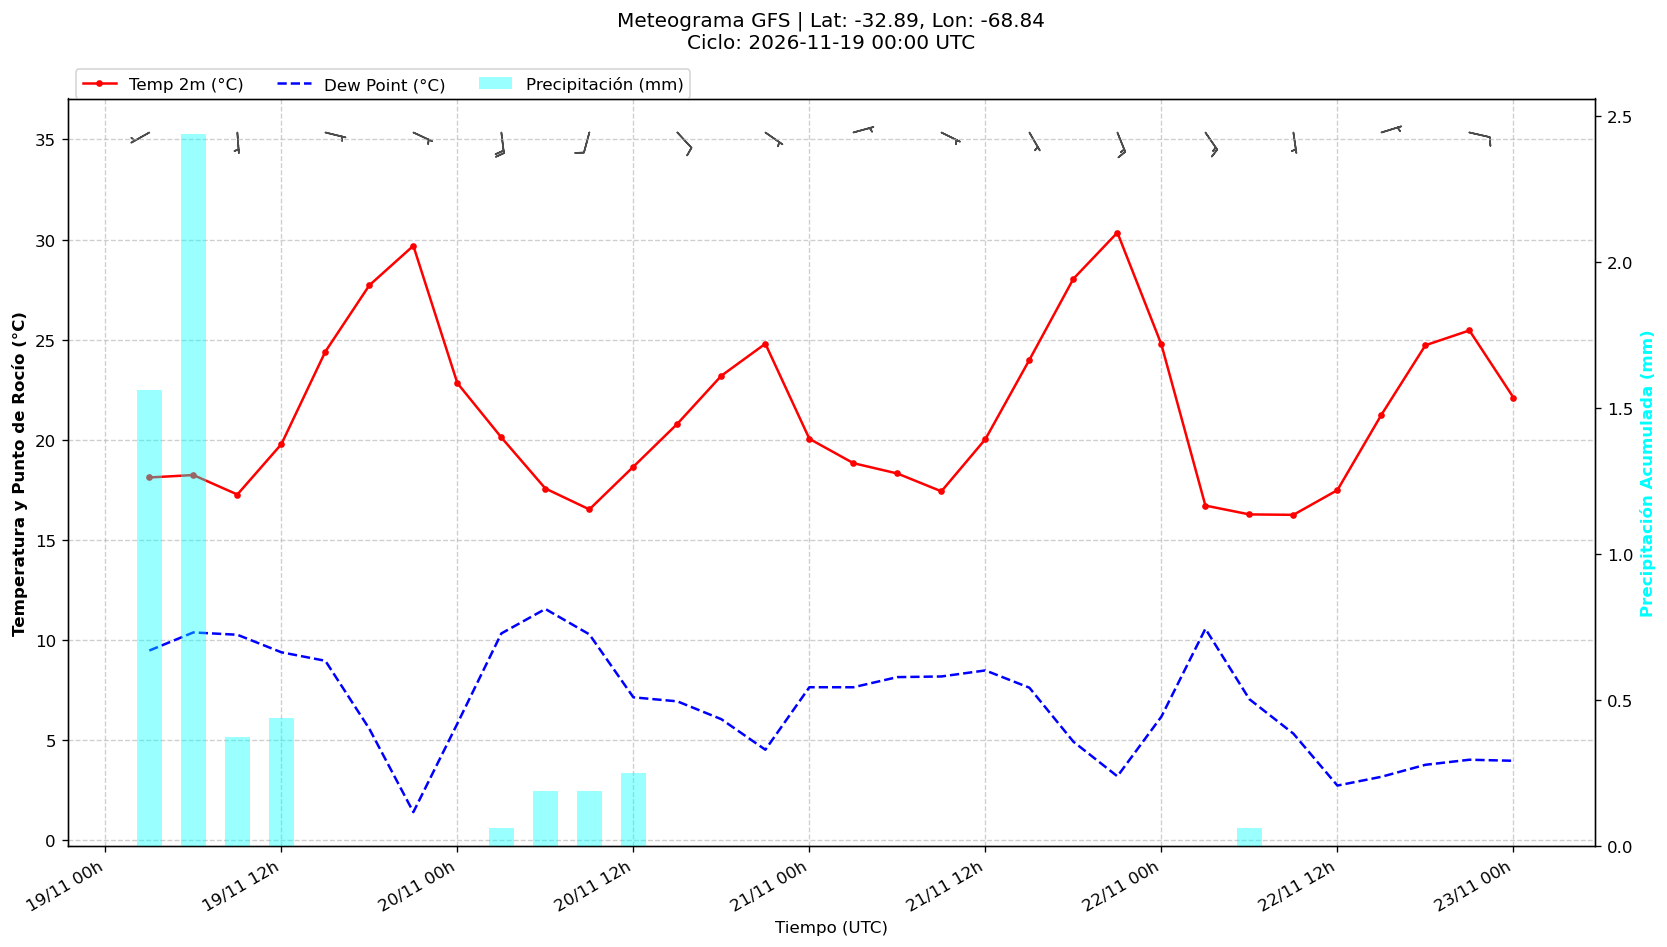 Meteograma GFS | Lat: -32.89, Lon: -68.84
Ciclo: 2026-11-19 00:00 UTC
Temp 2m (°C)
Dew Point (°C)
Precipitación (mm)
Temperatura y Punto de Rocío (°C)
35
30
25
20
15
10
5
0
2.5
2.0
1.5
1.0
0.5
0.0
Precipitación Acumulada (mm)
19/11 00h
19/11 12h
20/11 00h
20/11 12h
21/11 00h
21/11 12h
22/11 00h
22/11 12h
23/11 00h
Tiempo (UTC)